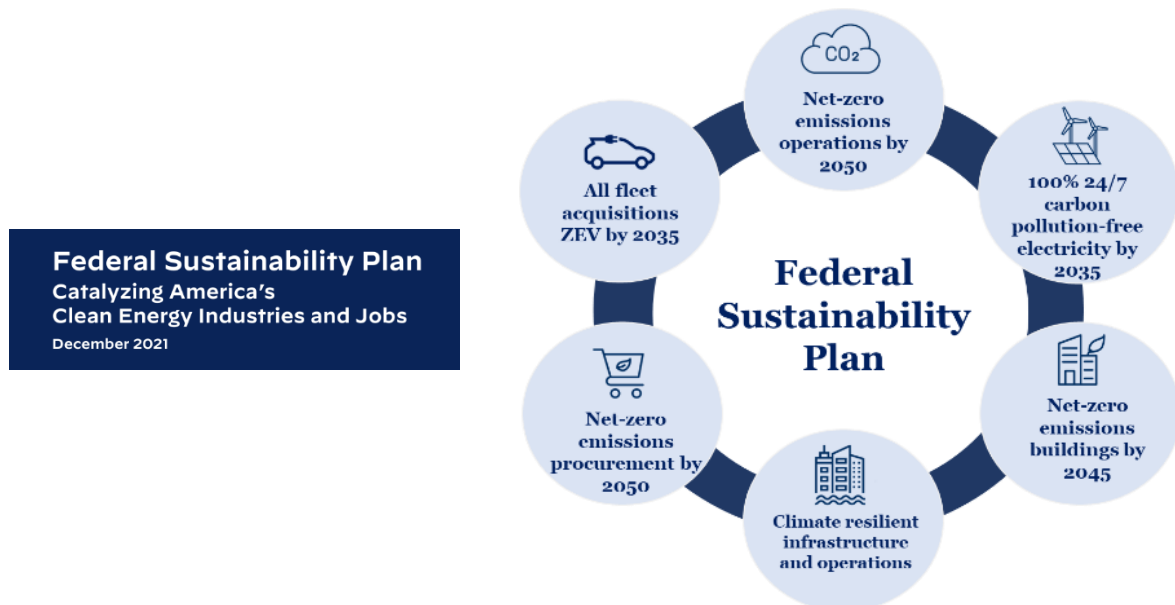 Federal Sustainability Plan
Catalyzing America's
Clean Energy Industries and Jobs
December 2021
Federal
Sustainability
Plan
CO2
Net-zero
emissions
operations by
2050
100% 24/7
carbon
pollution-free
electricity by
2035
Net-zero
emissions
buildings by
2045
Climate resilient
infrastructure
and operations
Net-zero
emissions
procurement by
2050
All fleet
acquisitions
ZEV by 2035